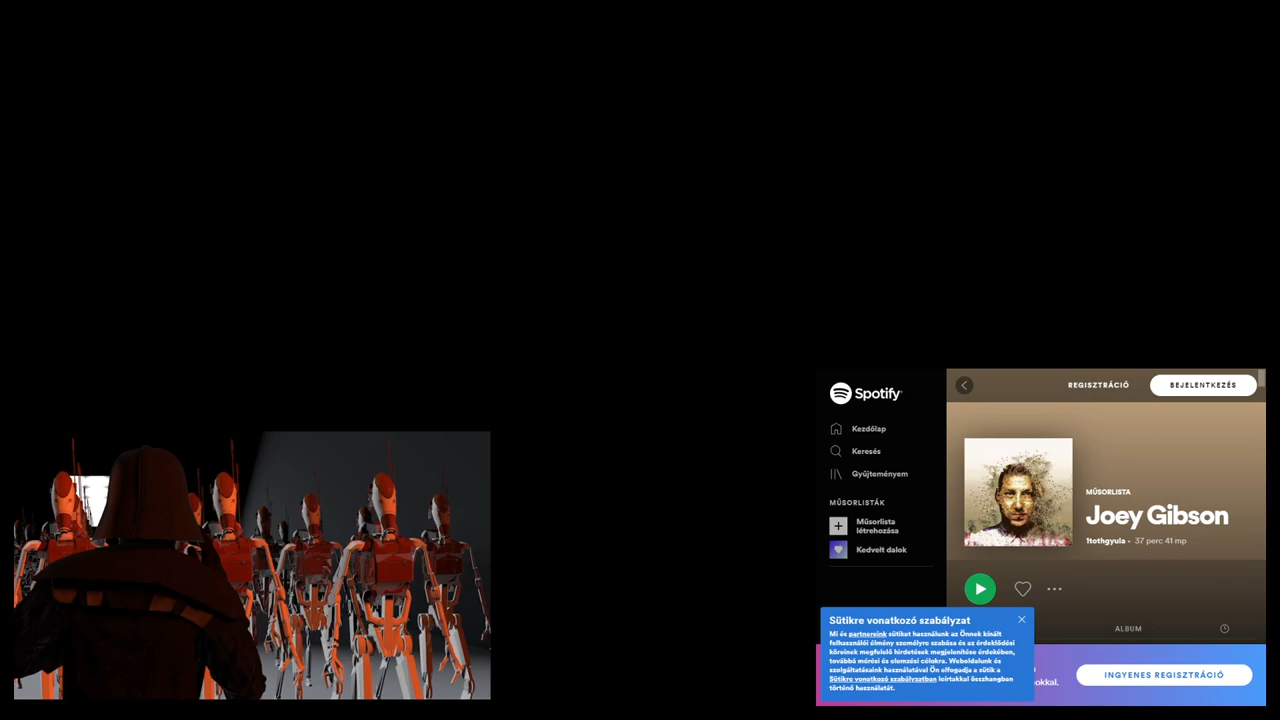 Spotify
Kezdőlap
Keresés
Gyűjteményem
MŰSORLISTÁK
Műsorlista
létrehozása
Kedvelt dalok
REGISZTRÁCIÓ
BEJELENTKEZÉS
MŰSORLISTA
Joey Gibson
1tothgyula • 37 perc 41 mp
ALBUM
Sütikre vonatkozó szabályzat
Mi és partnereink sütiket használunk az Önnek kínált
felhasználói élmény személyre szabása és az érdeklődési
köreinek megfelelő hirdetések megjelenítése érdekében,
továbbá mérési és elemzési célokra. Weboldalunk és
szolgáltatásaink használatával Ön elfogadja a sütik a
Sütikre vonatkozó szabályzatban leírtakkal összhangban
történő használatát.
INGYENES REGISZTRÁCIÓ